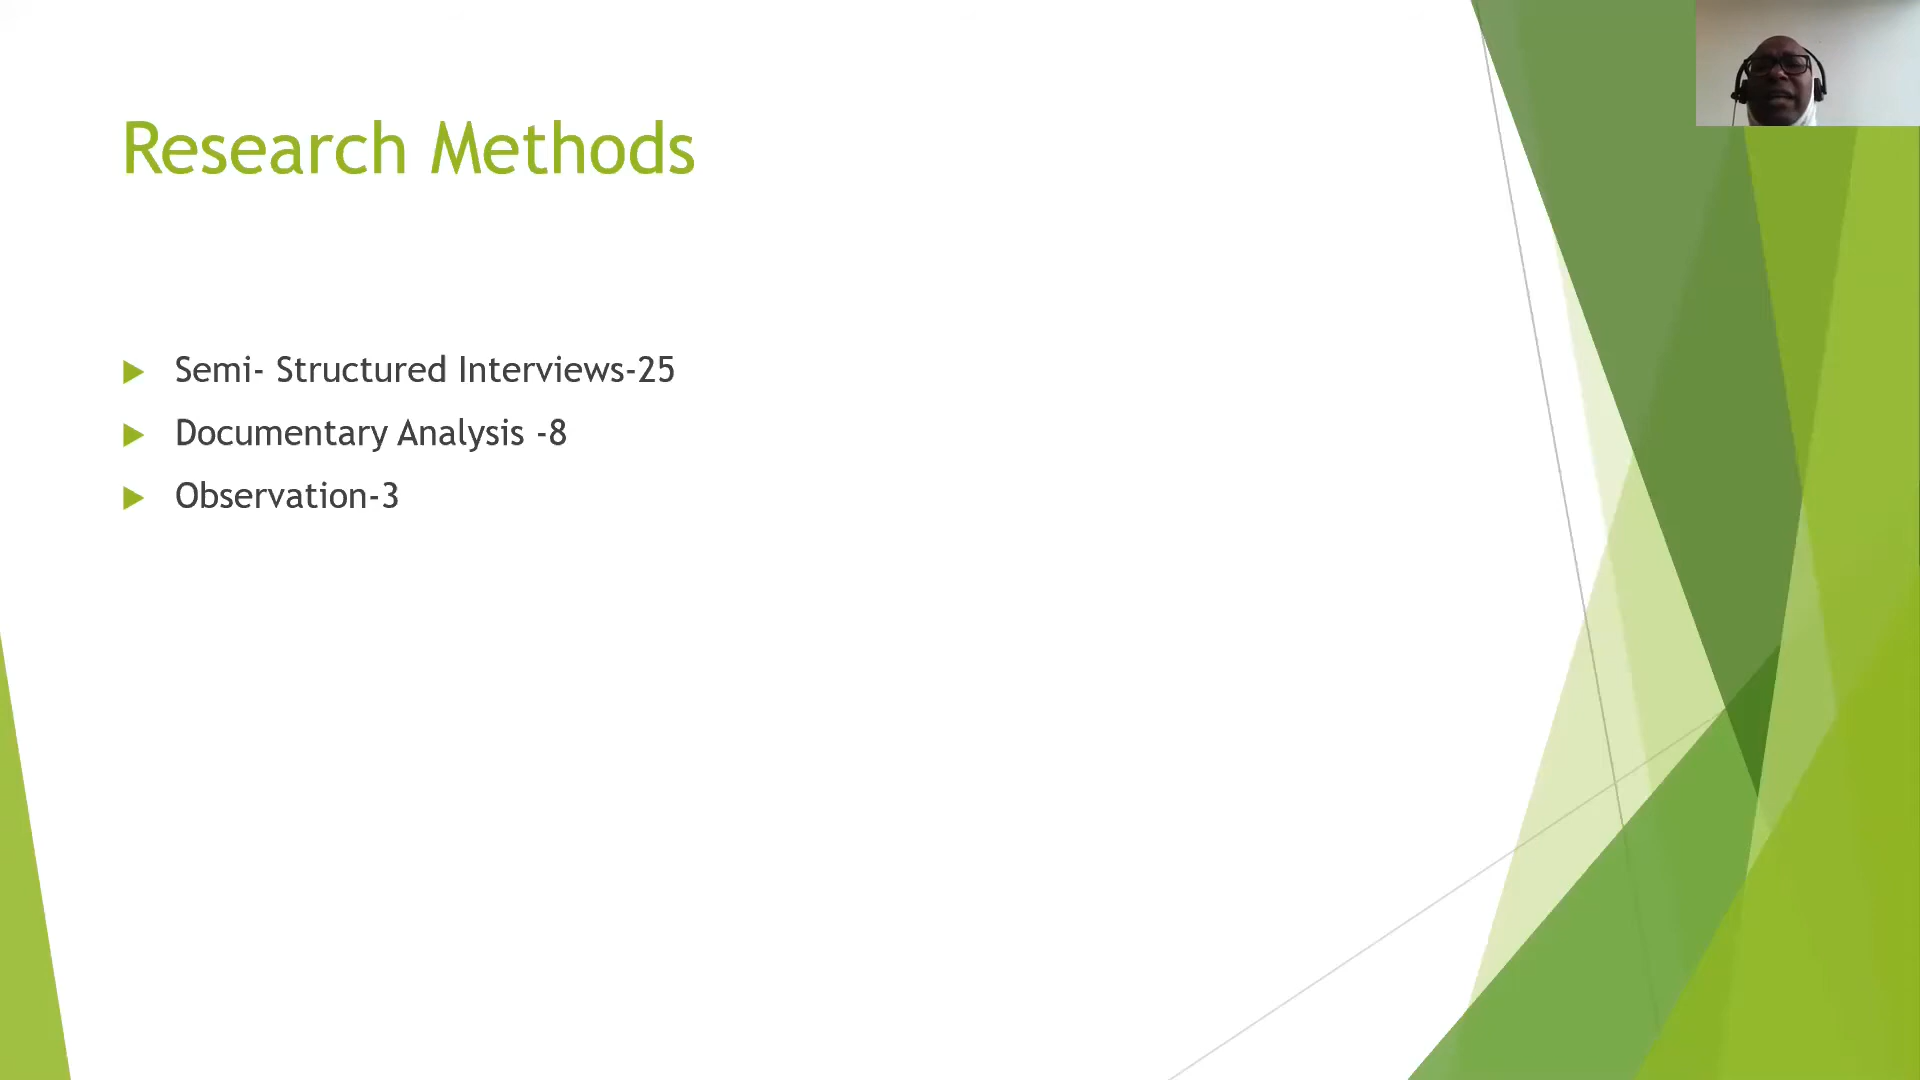 Research Methods
Semi- Structured Interviews-25
Documentary Analysis -8
Observation-3